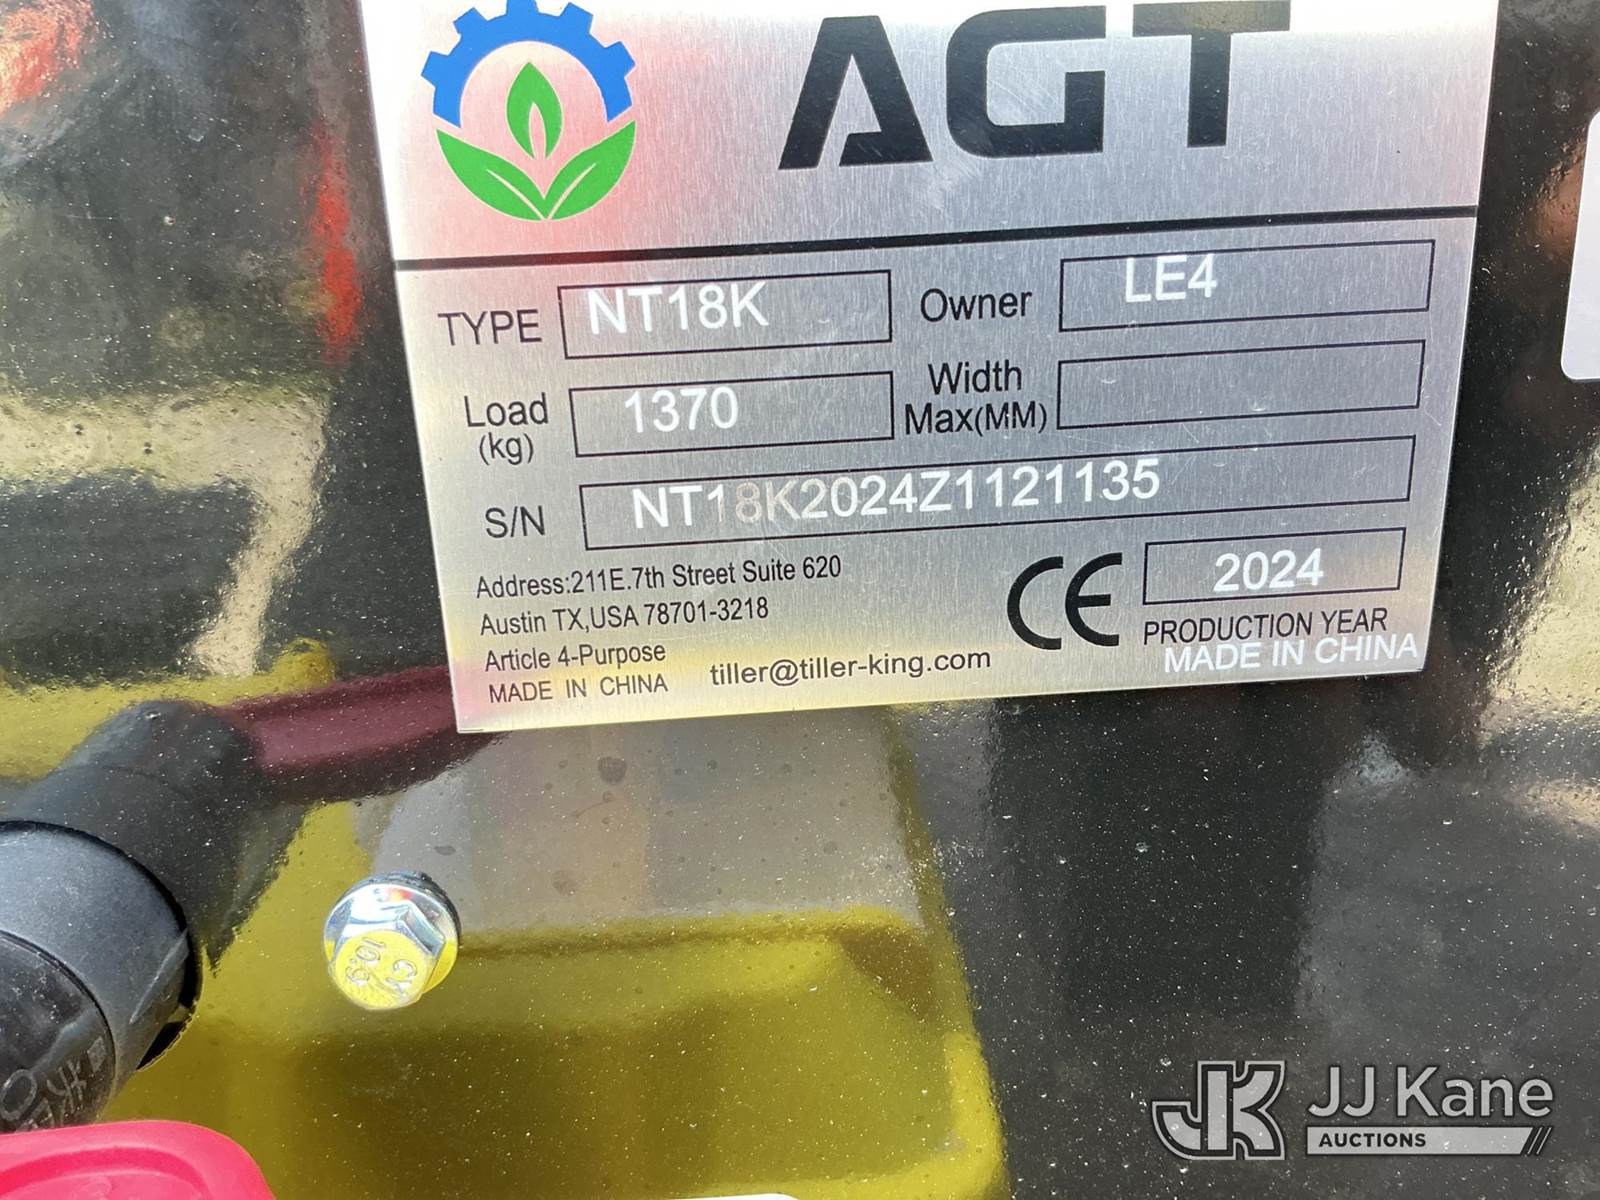 AGT
TYPE NT18K Owner LE4
Load (kg) 1370 Width Max(MM)
S/N NT18K2024Z1121135
Address:211E.7th Street Suite 620
Austin TX,USA 78701-3218
Article 4-Purpose
MADE IN CHINA
tiller@tiller-king.com
CE 2024
PRODUCTION YEAR
MADE IN CHINA
10.9
JK JJ Kane
AUCTIONS